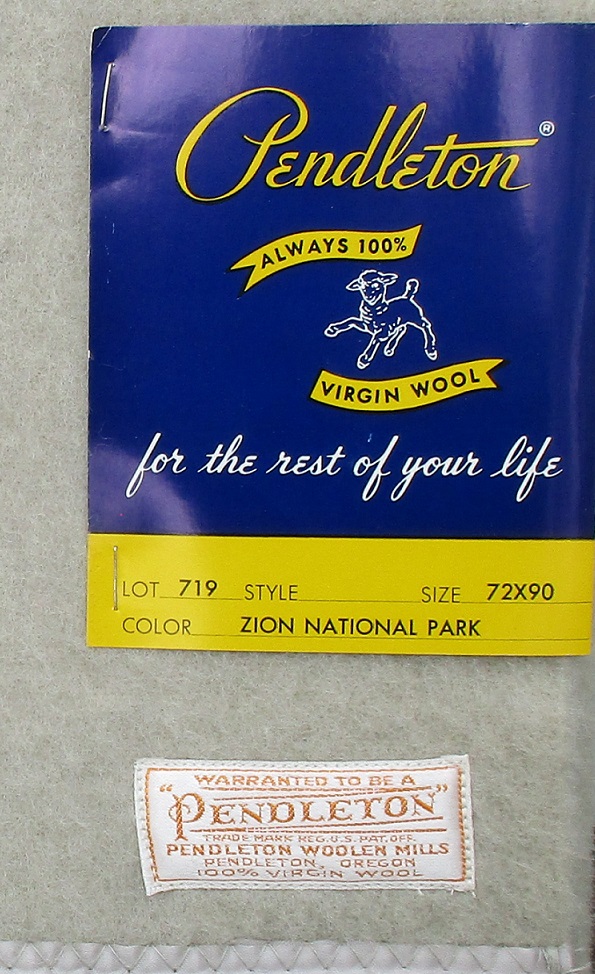 Pendleton®
ALWAYS 100%
VIRGIN WOOL
for the rest of your life
LOT 719 STYLE SIZE 72X90
COLOR ZION NATIONAL PARK
WARRANTED TO BE A
"PENDLETON"
TRADE MARK REG. U.S. PAT. OFF.
PENDLETON WOOLEN MILLS
PENDLETON, OREGON
100% VIRGIN WOOL